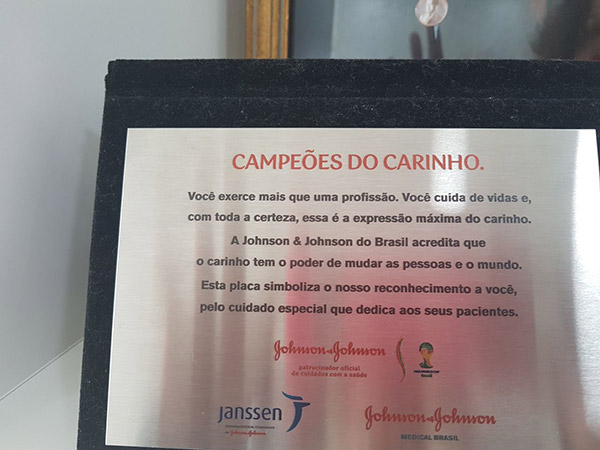 CAMPEÕES DO CARINHO.
Você exerce mais que uma profissão. Você cuida de vidas e,
com toda a certeza, essa é a expressão máxima do carinho.
A Johnson & Johnson do Brasil acredita que
o carinho tem o poder de mudar as pessoas e o mundo.
Esta placa simboliza o nosso reconhecimento a você,
pelo cuidado especial que dedica aos seus pacientes.
Johnson & Johnson
patrocinador oficial
de cuidados com a saúde
Brasil
janssen
Johnson & Johnson
MEDICAL BRASIL